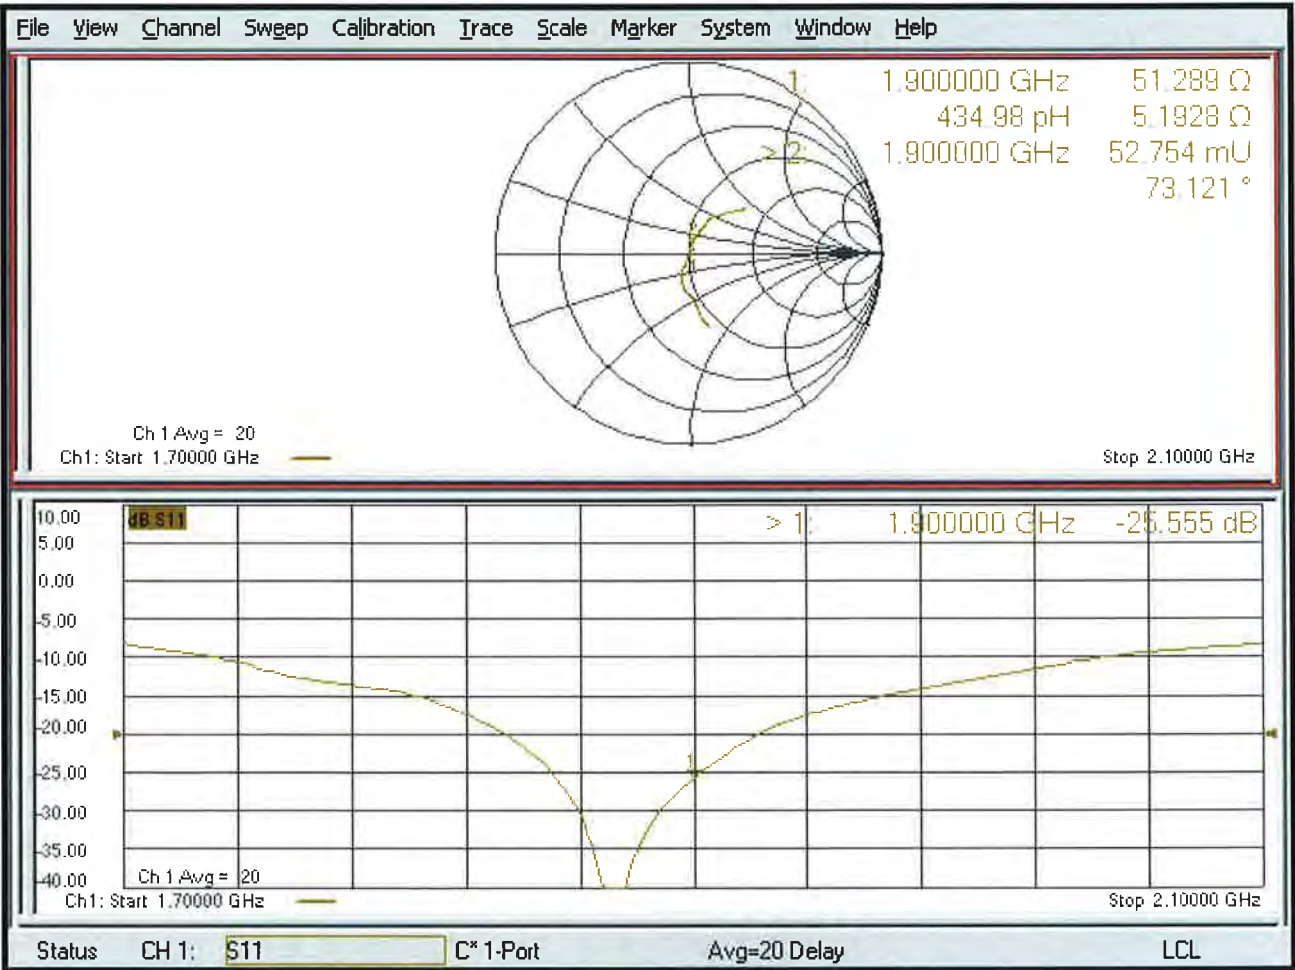 File View Channel Sweep Calibration Trace Scale Marker System Window Help
1: 1.900000 GHz 51.289 Ω
434.98 pH 5.1928 Ω
> 2: 1.900000 GHz 52.754 mU
73.121 °
Ch 1 Avg = 20
Ch1: Start 1.70000 GHz
Stop 2.10000 GHz
10.00
dB S11
> 1: 1.900000 GHz -25.555 dB
5.00
0.00
-5.00
-10.00
-15.00
-20.00
1
-25.00
-30.00
-35.00
-40.00
Ch 1 Avg = 20
Ch1: Start 1.70000 GHz
Stop 2.10000 GHz
Status CH 1: S11 C* 1-Port Avg=20 Delay LCL